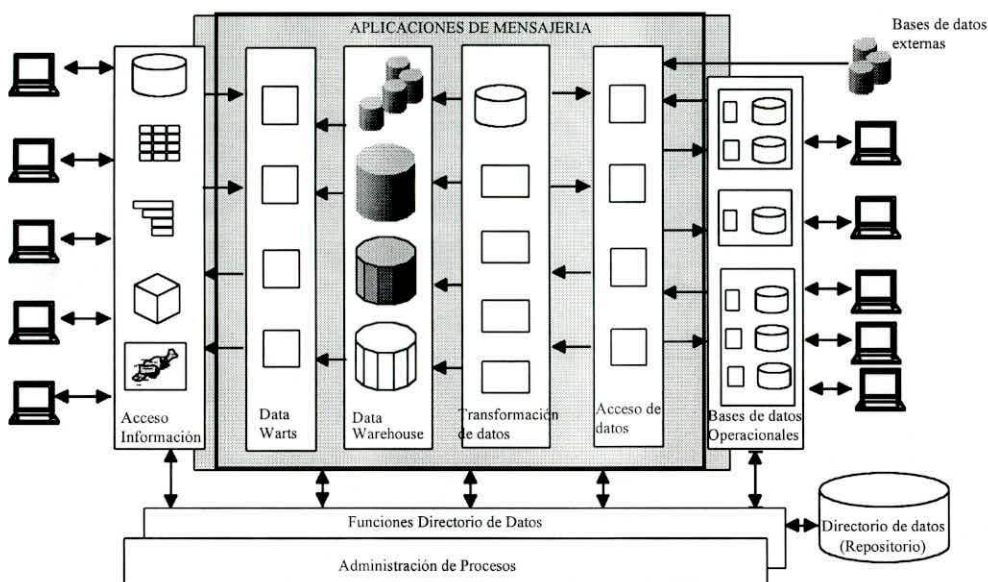 APLICACIONES DE MENSAJERIA
Bases de datos
externas
Acceso
Información
Data
Warts
Data
Warehouse
Transformación
de datos
Acceso de
datos
Bases de datos
Operacionales
Funciones Directorio de Datos
Administración de Procesos
Directorio de datos
(Repositorio)